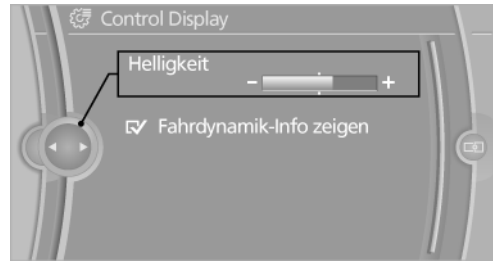 Control Display
Helligkeit
- +
Fahrdynamik-Info zeigen